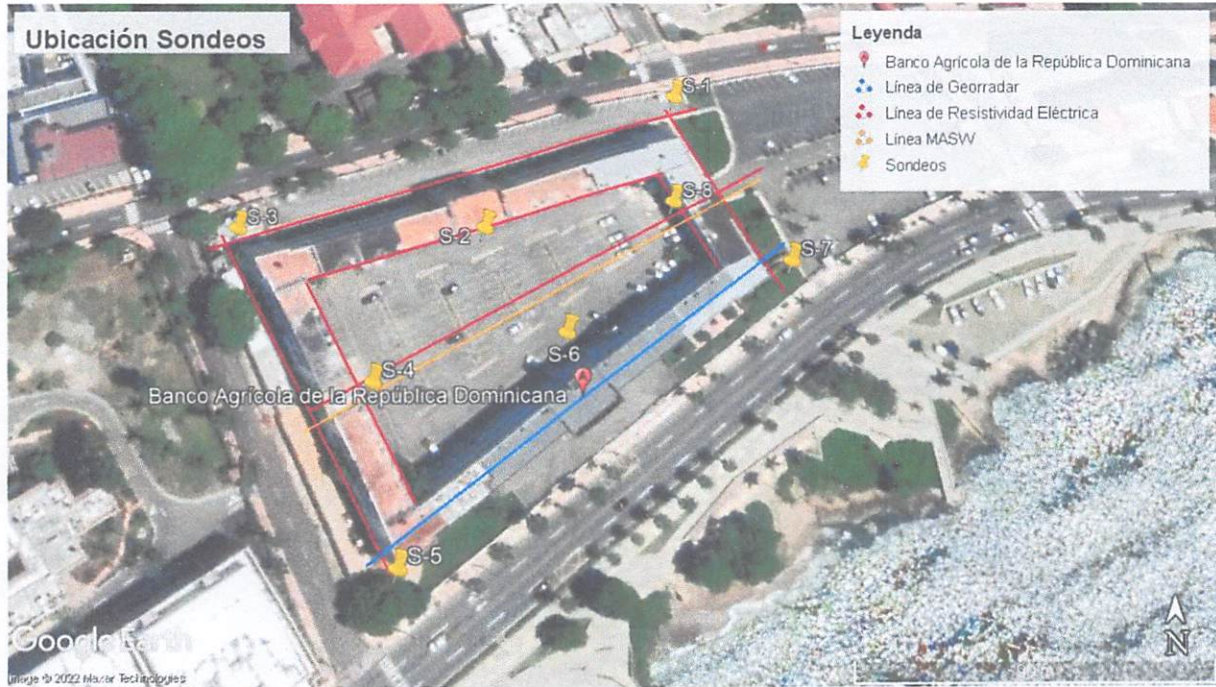 Ubicación Sondeos
Leyenda
Banco Agrícola de la República Dominicana
Línea de Georradar
Línea de Resistividad Eléctrica
Línea MASW
Sondeos
S-1
S-3
S-2
S-8
S-7
S-6
S-4
Banco Agrícola de la República Dominicana
S-5
Google Earth
Image © 2022 Maxar Technologies
N